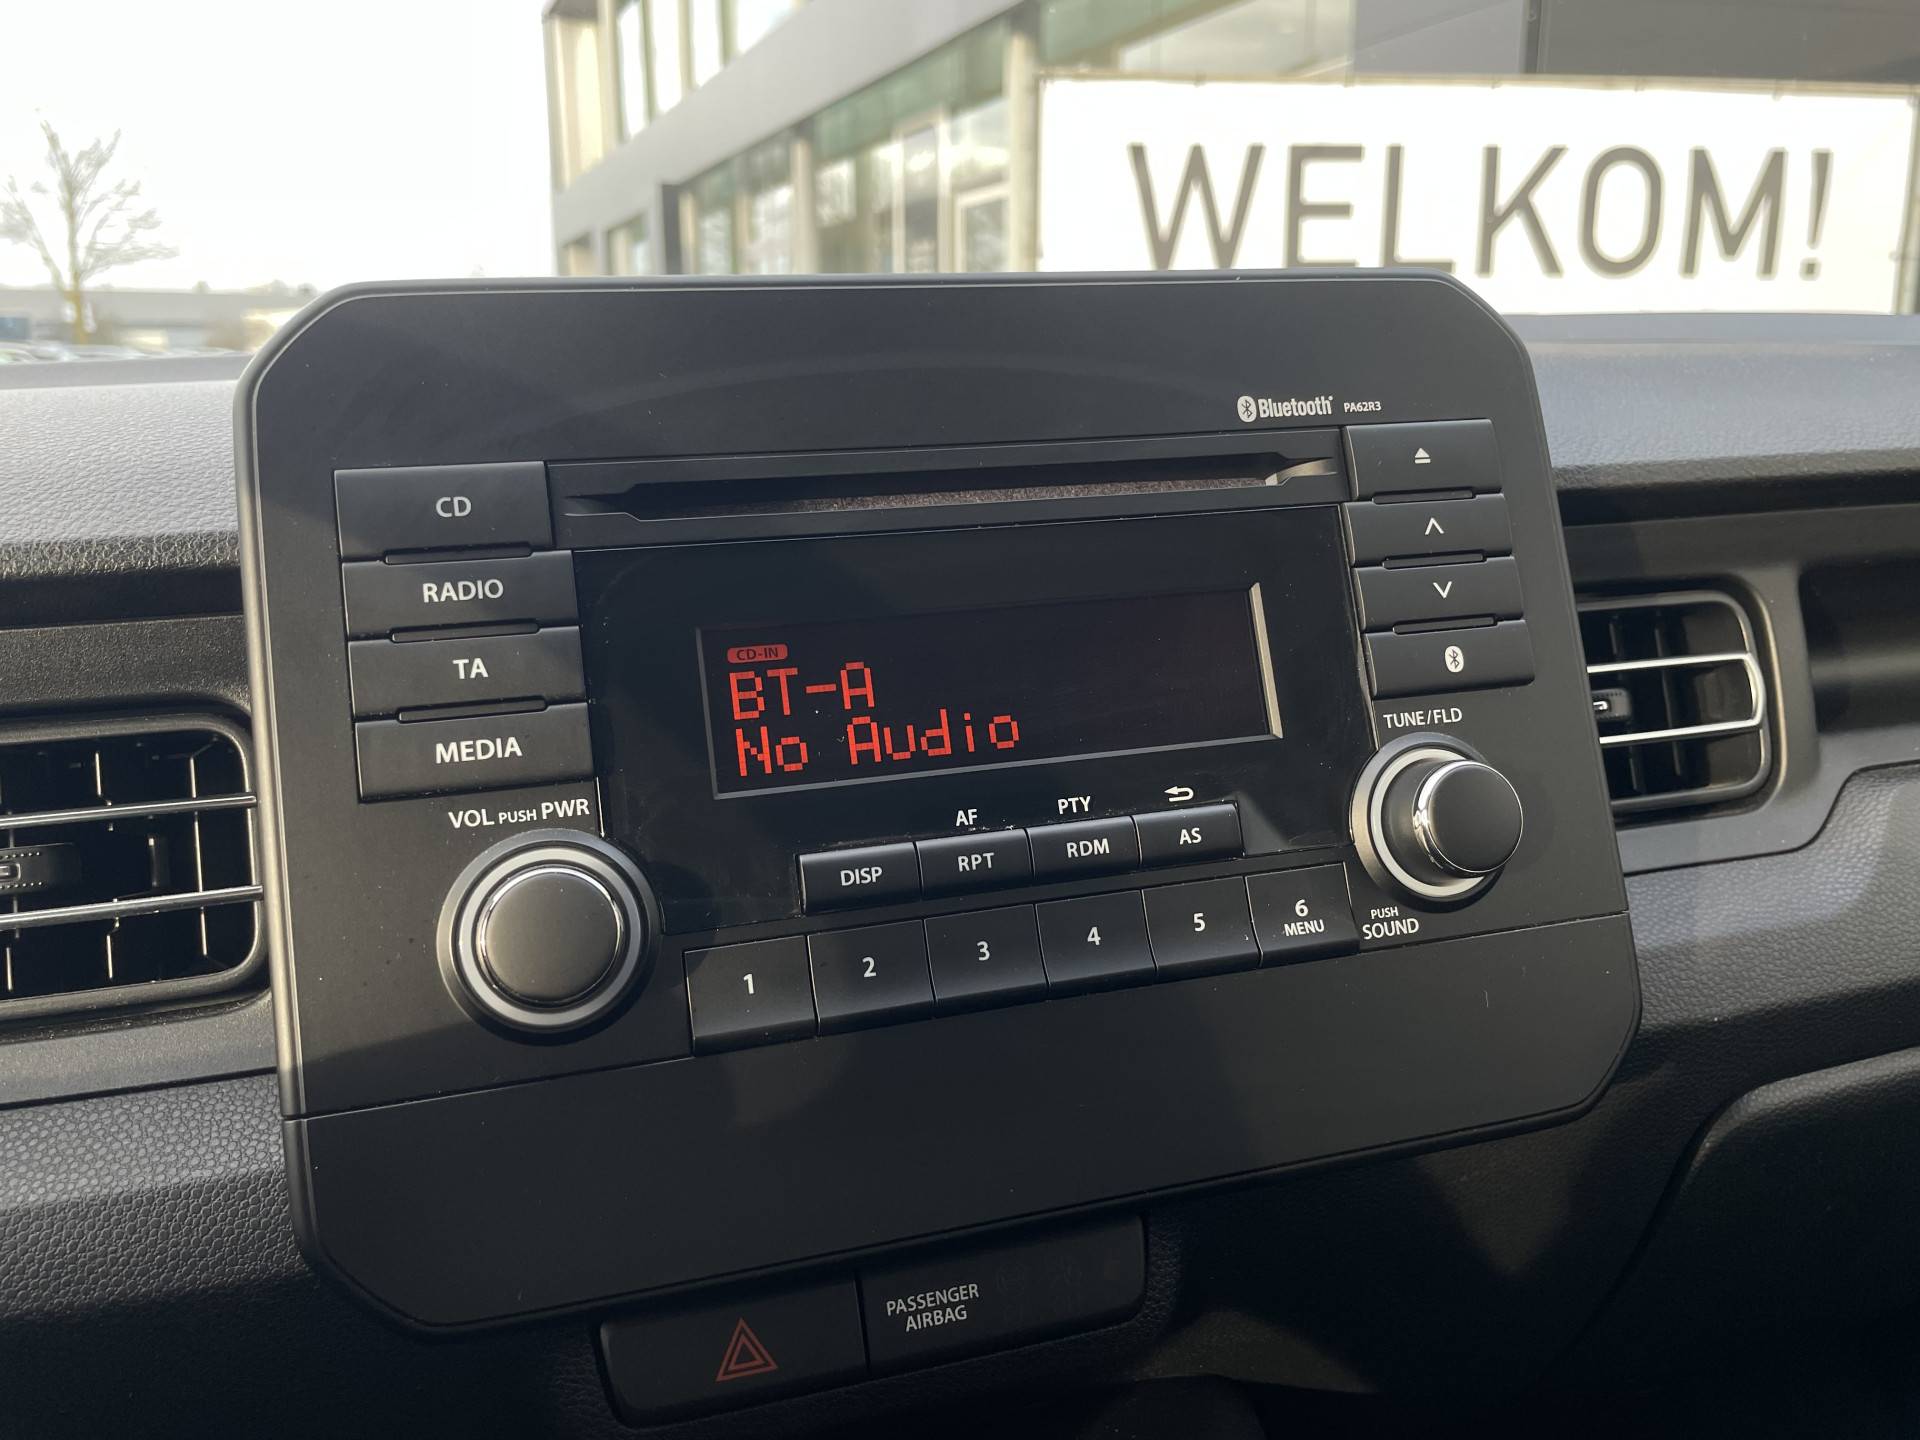 WELKOM!
Bluetooth PA62R3
CD
RADIO
TA
MEDIA
CD-IN
BT-A
No Audio
TUNE/FLD
VOL PUSH PWR
AF PTY
DISP RPT RDM AS
1 2 3 4 5 6
MENU
PUSH
SOUND
PASSENGER
AIRBAG